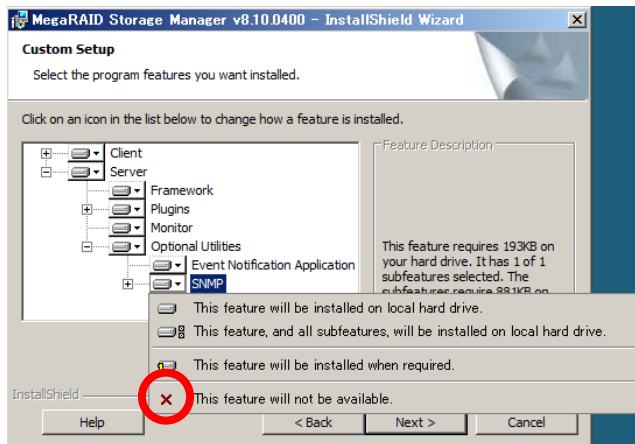 MegaRAID Storage Manager v8.10.0400 - InstallShield Wizard
Custom Setup
Select the program features you want installed.
Click on an icon in the list below to change how a feature is installed.
Client
Server
Framework
Plugins
Monitor
Optional Utilities
Event Notification Application
SNMP
Feature Description
This feature requires 193KB on
your hard drive. It has 1 of 1
subfeatures selected. The
subfeatures require 881KB on
This feature will be installed on local hard drive.
This feature, and all subfeatures, will be installed on local hard drive.
This feature will be installed when required.
This feature will not be available.
InstallShield
Help
< Back
Next >
Cancel